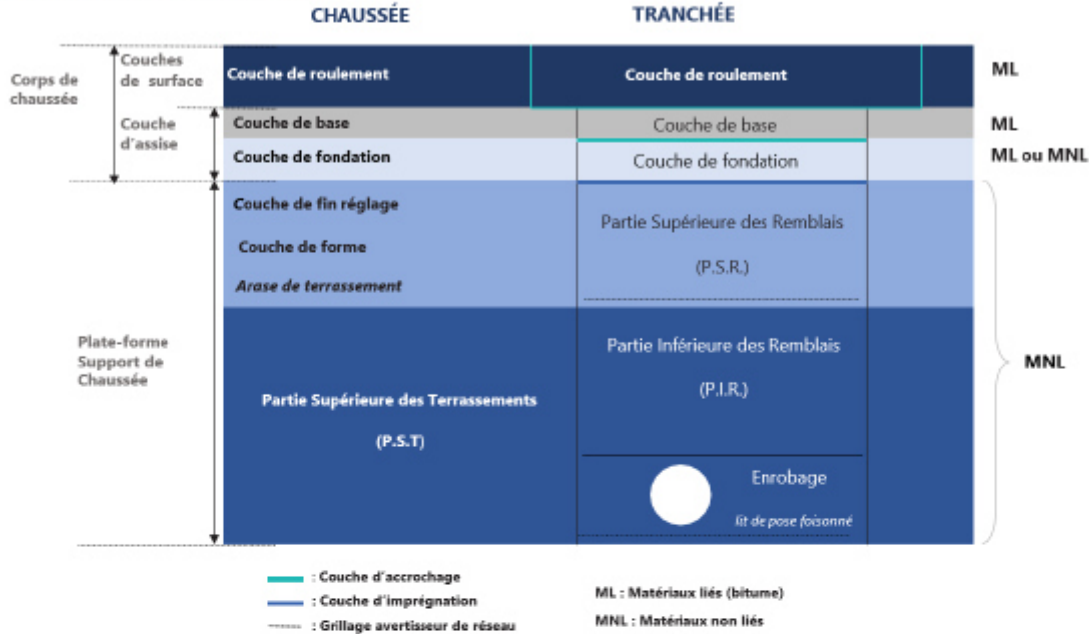 CHAUSSÉE
TRANCHÉE
Corps de
chaussée
Couches
de surface
Couche
d'assise
Couche de roulement
Couche de roulement
ML
Couche de base
Couche de base
ML
Couche de fondation
Couche de fondation
ML ou MNL
Plate-forme
Support de
Chaussée
Couche de fin réglage
Couche de forme
Arase de terrassement
Partie Supérieure des Remblais
(P.S.R.)
Partie Supérieure des Terrassements
(P.S.T)
Partie Inférieure des Remblais
(P.I.R.)
Enrobage
lit de pose foisonné
MNL
: Couche d'accrochage
: Couche d'imprégnation
: Grillage avertisseur de réseau
ML : Matériaux liés (bitume)
MNL : Matériaux non liés